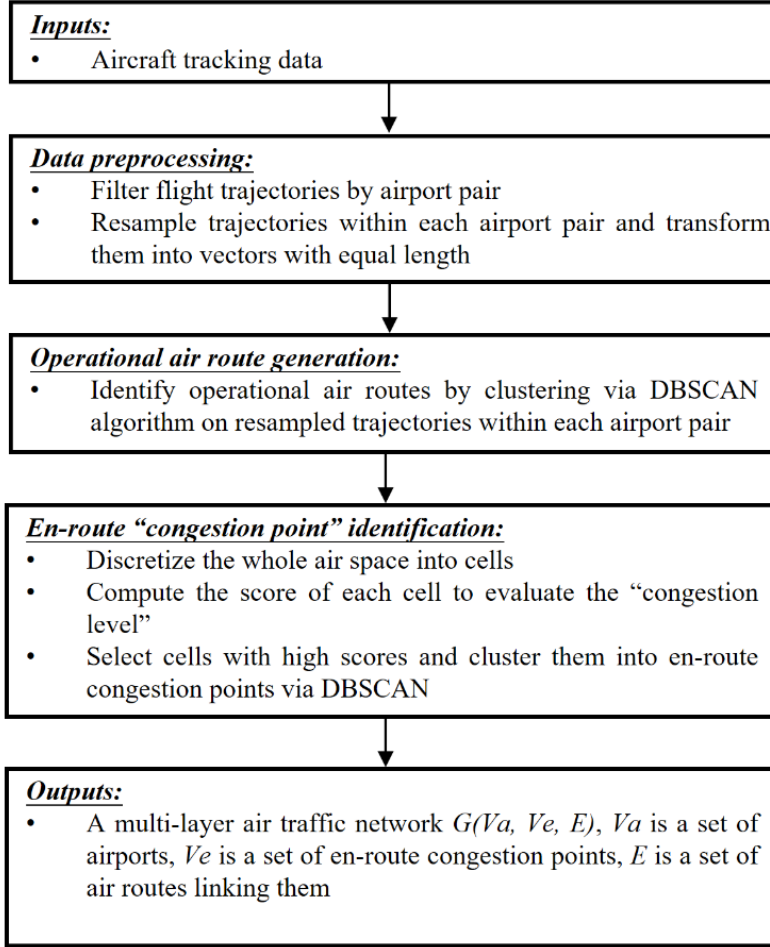 Inputs:
• Aircraft tracking data
Data preprocessing:
• Filter flight trajectories by airport pair
• Resample trajectories within each airport pair and transform
them into vectors with equal length
Operational air route generation:
• Identify operational air routes by clustering via DBSCAN
algorithm on resampled trajectories within each airport pair
En-route “congestion point” identification:
• Discretize the whole air space into cells
• Compute the score of each cell to evaluate the “congestion
level”
• Select cells with high scores and cluster them into en-route
congestion points via DBSCAN
Outputs:
• A multi-layer air traffic network G(Va, Ve, E), Va is a set of
airports, Ve is a set of en-route congestion points, E is a set of
air routes linking them